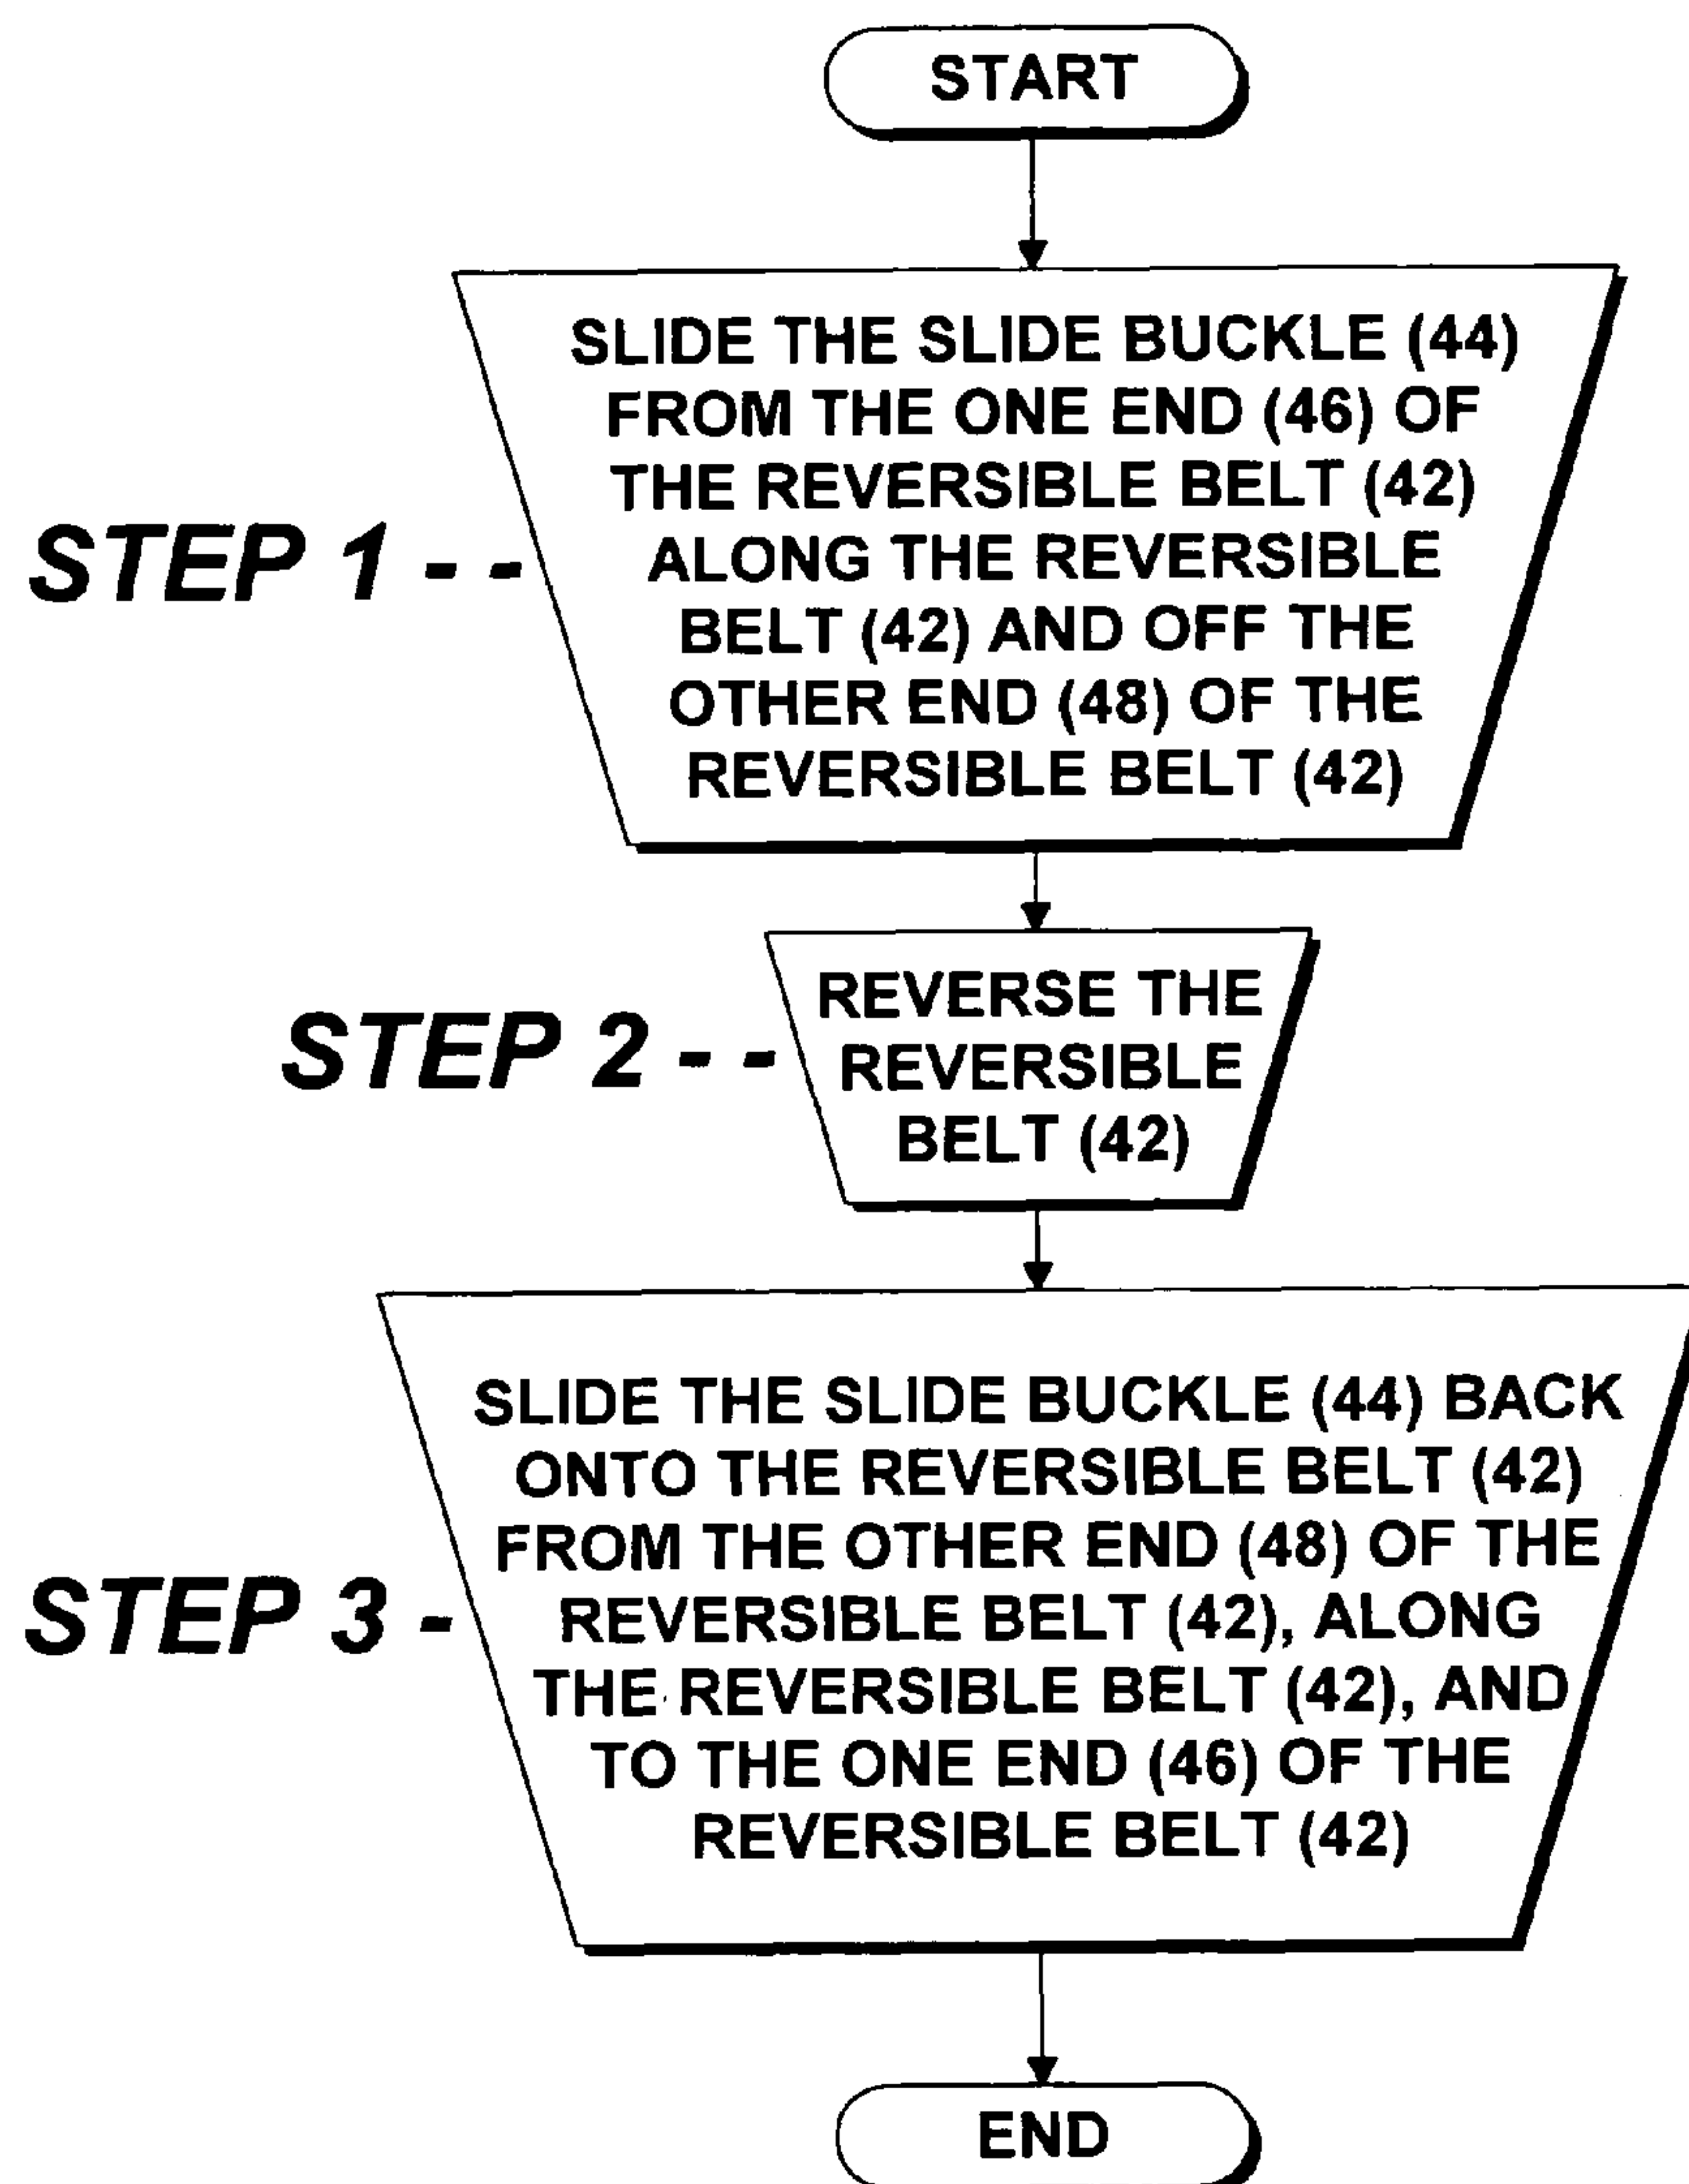 START
SLIDE THE SLIDE BUCKLE (44)
FROM THE ONE END (46) OF
THE REVERSIBLE BELT (42)
ALONG THE REVERSIBLE
BELT (42) AND OFF THE
OTHER END (48) OF THE
REVERSIBLE BELT (42)
STEP 1 - -
REVERSE THE
REVERSIBLE
BELT (42)
STEP 2 - -
SLIDE THE SLIDE BUCKLE (44) BACK
ONTO THE REVERSIBLE BELT (42)
FROM THE OTHER END (48) OF THE
REVERSIBLE BELT (42), ALONG
THE REVERSIBLE BELT (42), AND
TO THE ONE END (46) OF THE
REVERSIBLE BELT (42)
STEP 3 -
END